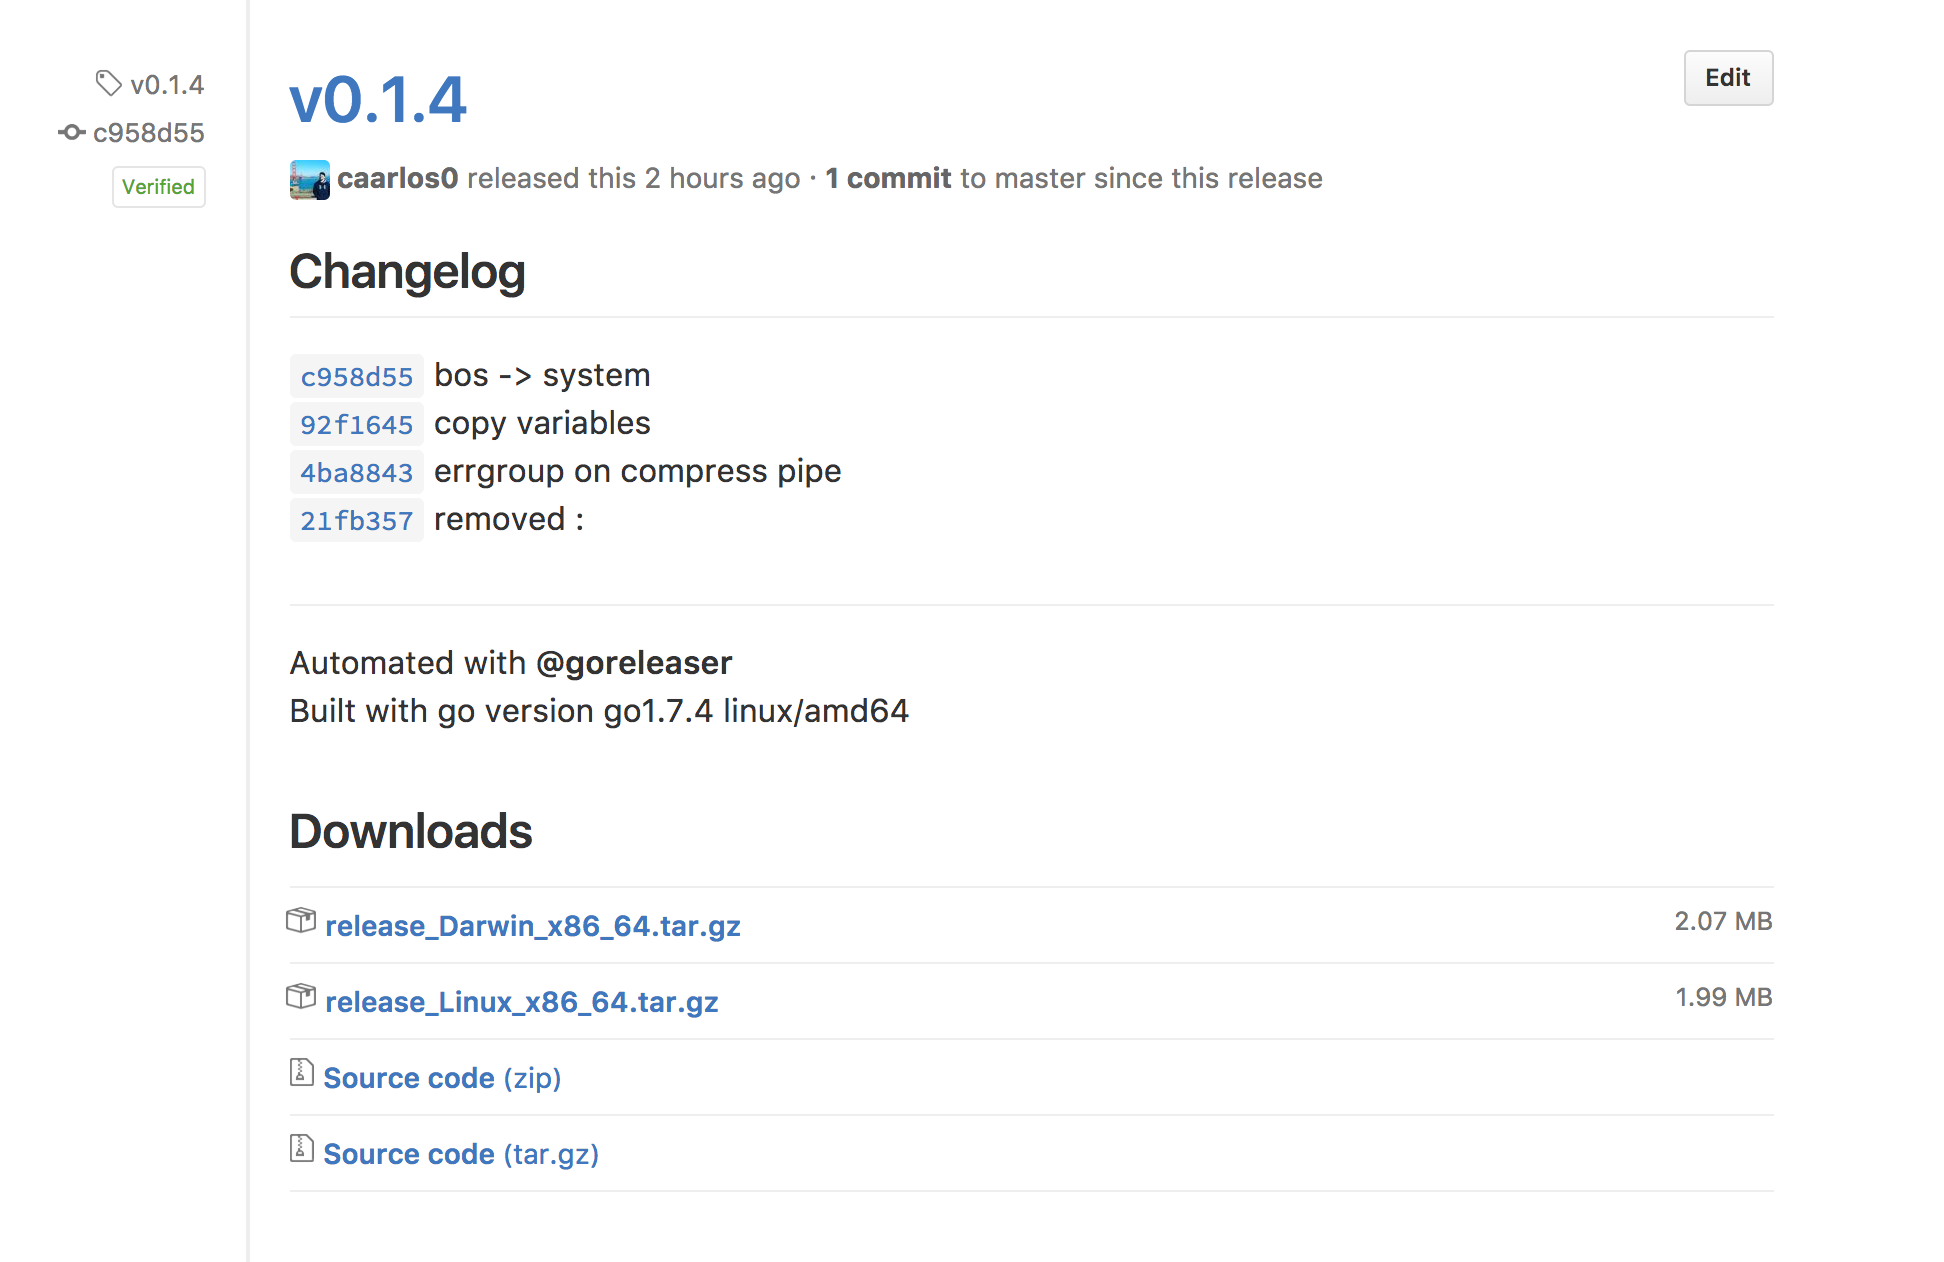 v0.1.4
c958d55
Verified
v0.1.4
Edit
caarlos0 released this 2 hours ago · 1 commit to master since this release
Changelog
c958d55 bos -> system
92f1645 copy variables
4ba8843 errgroup on compress pipe
21fb357 removed :
Automated with @goreleaser
Built with go version go1.7.4 linux/amd64
Downloads
release_Darwin_x86_64.tar.gz 2.07 MB
release_Linux_x86_64.tar.gz 1.99 MB
Source code (zip)
Source code (tar.gz)